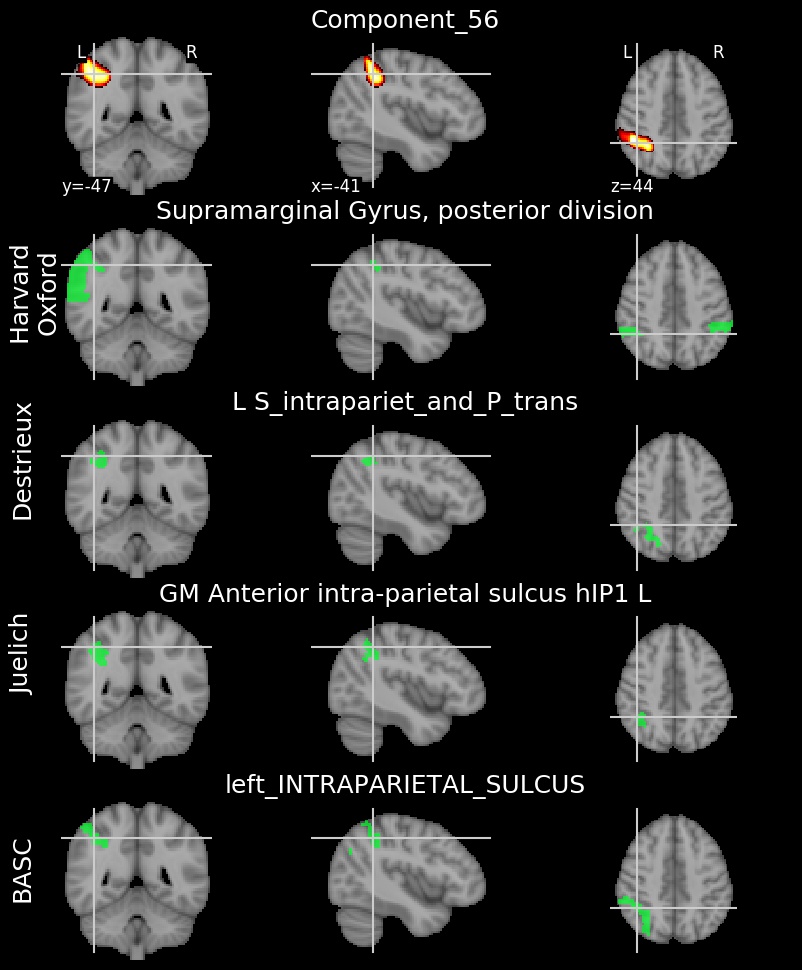 Component_56
L R
L R
y=-47
x=-41
z=44
Supramarginal Gyrus, posterior division
Harvard
Oxford
L S_intrapariet_and_P_trans
Destrieux
GM Anterior intra-parietal sulcus hIP1 L
Juelich
left_INTRAPARIETAL_SULCUS
BASC